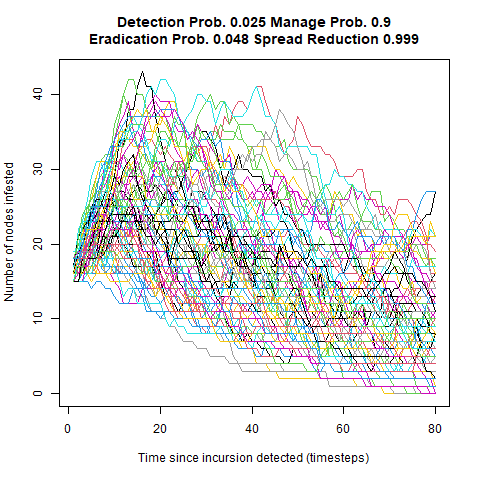 Detection Prob. 0.025 Manage Prob. 0.9
Eradication Prob. 0.048 Spread Reduction 0.999
Number of nodes infested
40
30
20
10
0
0 20 40 60 80
Time since incursion detected (timesteps)